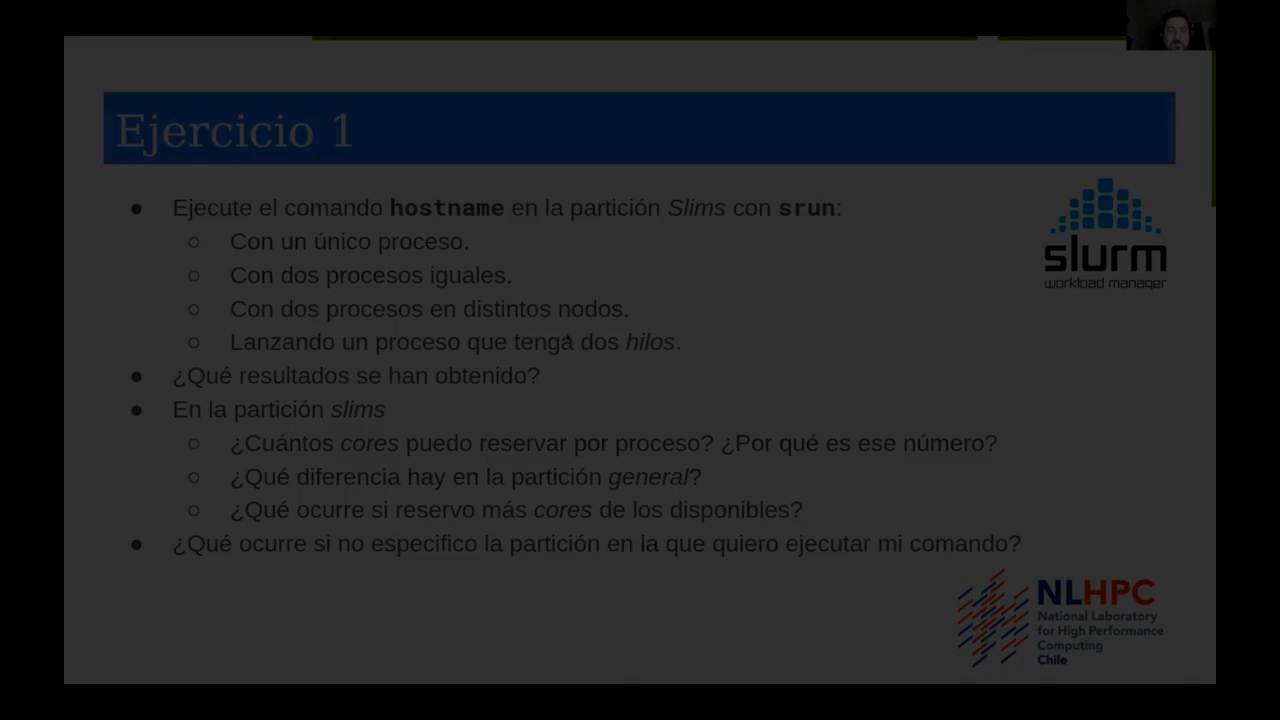 Ejercicio 1
● Ejecute el comando hostname en la partición Slims con srun:
○ Con un único proceso.
○ Con dos procesos iguales.
○ Con dos procesos en distintos nodos.
○ Lanzando un proceso que tenga dos hilos.
● ¿Qué resultados se han obtenido?
● En la partición slims
○ ¿Cuántos cores puedo reservar por proceso? ¿Por qué es ese número?
○ ¿Qué diferencia hay en la partición general?
○ ¿Qué ocurre si reservo más cores de los disponibles?
● ¿Qué ocurre si no especifico la partición en la que quiero ejecutar mi comando?
slurm
workload manager
NLHPC
National Laboratory
for High Performance
Computing
Chile